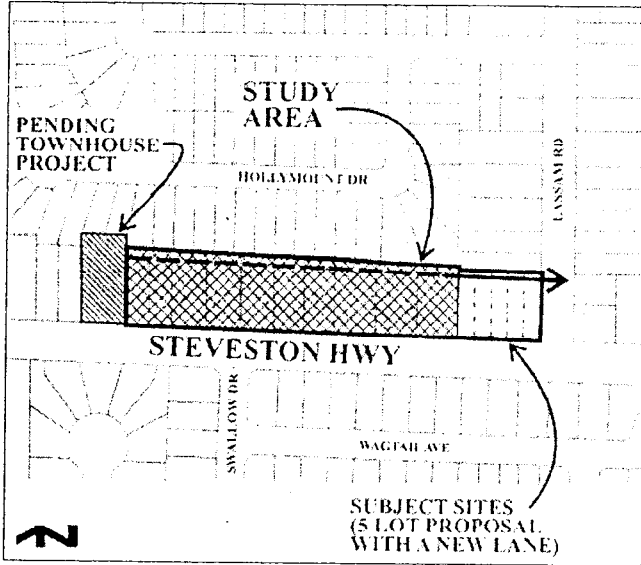 STUDY
AREA
PENDING
TOWNHOUSE
PROJECT
HOLLYMOUNT DR
LASSAM RD
STEVESTON HWY
SWALLOW DR
WAGTAIL AVE
SUBJECT SITES
(5 LOT PROPOSAL
WITH A NEW LANE)
N